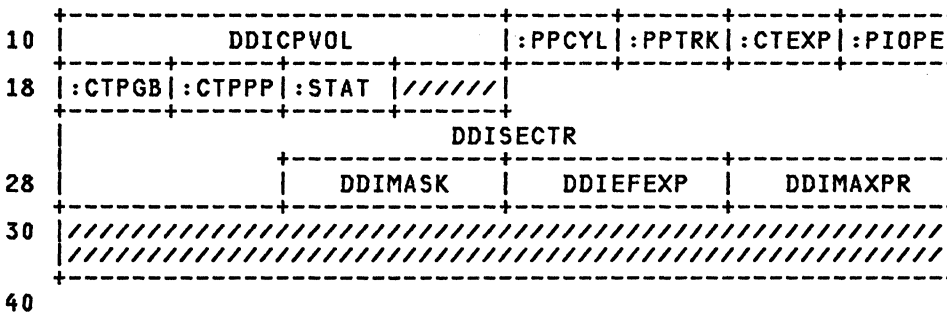 +---------------------------------------+---------+---------+---------+---------
10 | DDICPVOL |:PPCYL|:PPTRK|:CTEXP|:PIOPE
18 |:CTPGB|:CTPPP|:STAT |//////|
DDISECTR
28 | | DDIMASK | DDIEFEXP | DDIMAXPR
30 |///////////////////////////////////////////////////////
///////////////////////////////////////////////////////
40